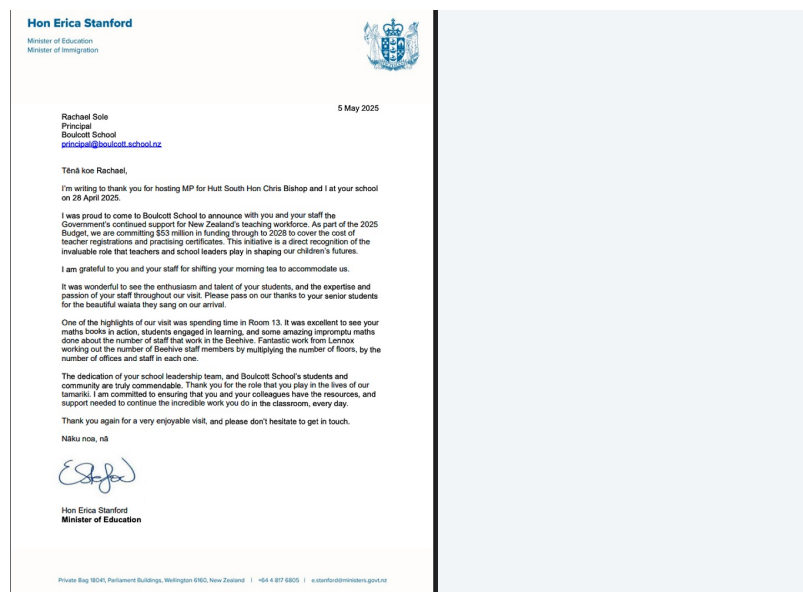 Hon Erica Stanford
Minister of Education
Minister of Immigration
5 May 2025
Rachael Sole
Principal
Boulcott School
principal@boulcott.school.nz
Tēnā koe Rachael,
I'm writing to thank you for hosting MP for Hutt South Hon Chris Bishop and I at your school
on 28 April 2025.
I was proud to come to Boulcott School to announce with you and your staff the
Government's continued support for New Zealand's teaching workforce. As part of the 2025
Budget, we are committing $53 million in funding through to 2028 to cover the cost of
teacher registrations and practising certificates. This initiative is a direct recognition of the
invaluable role that teachers and school leaders play in shaping our children's futures.
I am grateful to you and your staff for shifting your morning tea to accommodate us.
It was wonderful to see the enthusiasm and talent of your students, and the expertise and
passion of your staff throughout our visit. Please pass on our thanks to your senior students
for the beautiful waiata they sang on our arrival.
One of the highlights of our visit was spending time in Room 13. It was excellent to see your
maths books in action, students engaged in learning, and some amazing impromptu maths
done about the number of staff that work in the Beehive. Fantastic work from Lennox
working out the number of Beehive staff members by multiplying the number of floors, by the
number of offices and staff in each one.
The dedication of your school leadership team, and Boulcott School's students and
community are truly commendable. Thank you for the role that you play in the lives of our
tamariki. I am committed to ensuring that you and your colleagues have the resources, and
support needed to continue the incredible work you do in the classroom, every day.
Thank you again for a very enjoyable visit, and please don't hesitate to get in touch.
Nāku noa, nā
EStanford
Hon Erica Stanford
Minister of Education
Private Bag 18041, Parliament Buildings, Wellington 6160, New Zealand | +64 4 817 6805 | e.stanford@ministers.govt.nz